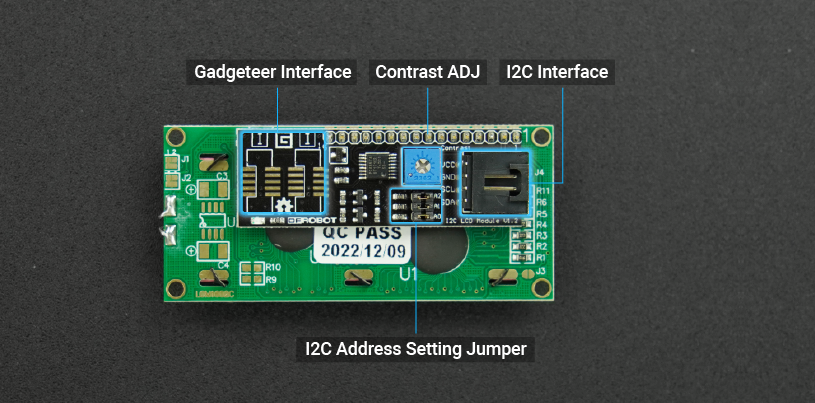 Gadgeteer Interface
Contrast ADJ
I2C Interface
1
Contrast
J2
J1
J2
C3
VCC
GND
SCL
SDA
J4
R11
R6
R5
R4
R3
R2
R1
A0
U
DFROBOT
I2C LCD Module V1.2
QC PASS
2022/12/09
C4
R10
R9
U1
J3
I2C Address Setting Jumper